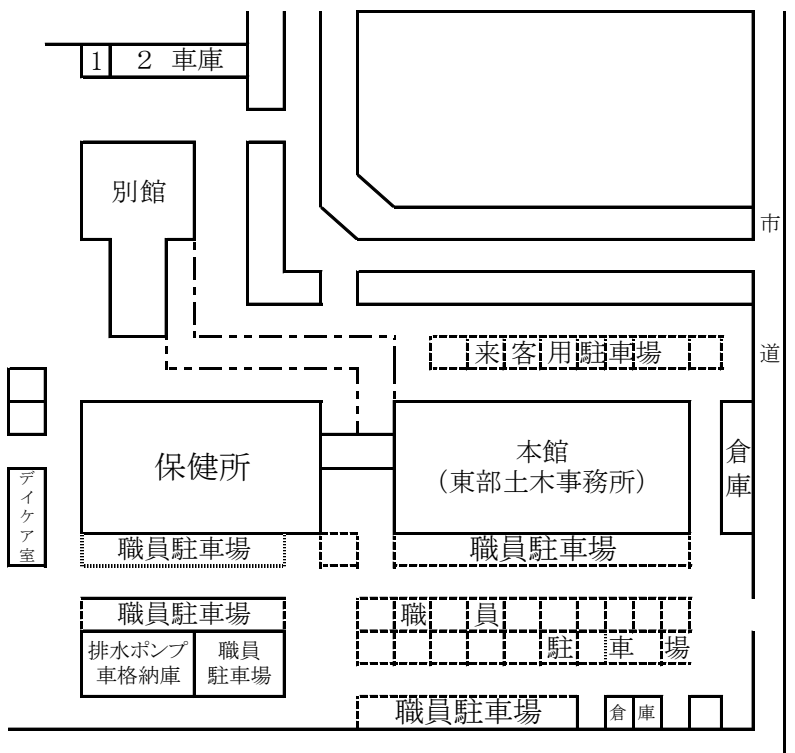 1
2 車庫
別館
市
道
来客用駐車場
保健所
本館
(東部土木事務所)
倉庫
デイケア室
職員駐車場
職員駐車場
職員駐車場
職員
駐車場
排水ポンプ
車格納庫
職員
駐車場
職員駐車場
倉庫